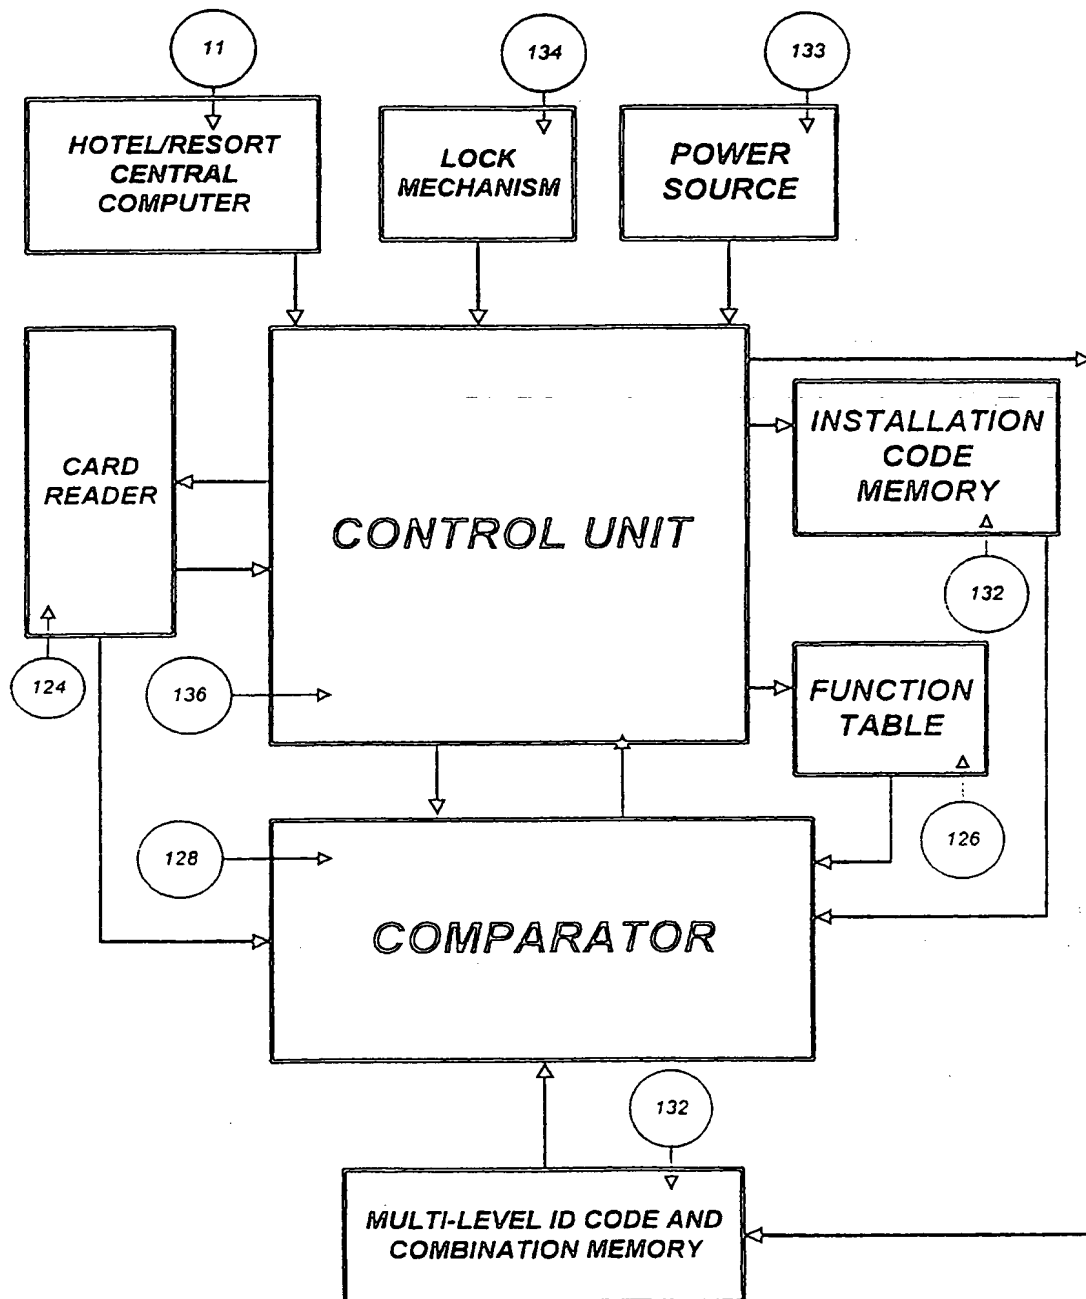 11
134
133
HOTEL/RESORT
CENTRAL
COMPUTER
LOCK
MECHANISM
POWER
SOURCE
CARD
READER
CONTROL UNIT
INSTALLATION
CODE
MEMORY
132
124
136
FUNCTION
TABLE
126
128
COMPARATOR
132
MULTI-LEVEL ID CODE AND
COMBINATION MEMORY